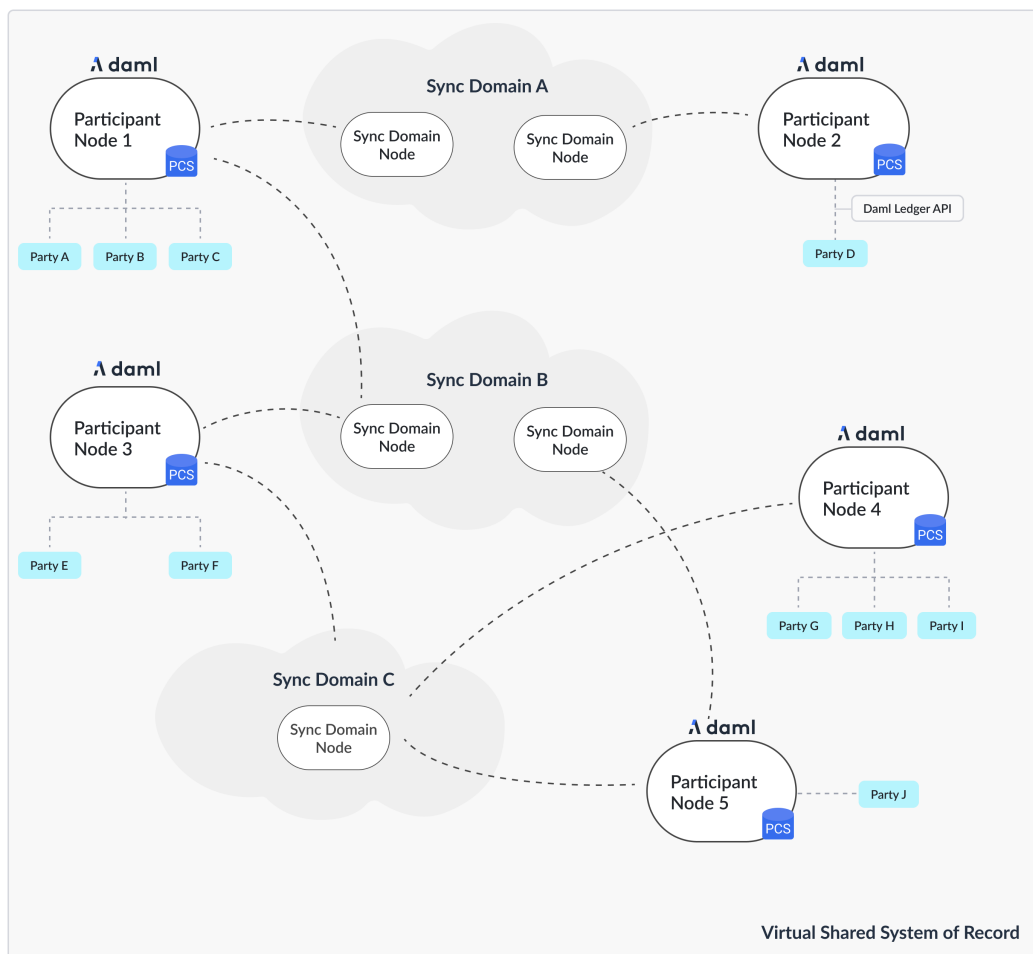 daml
Participant
Node 1
PCS
Party A
Party B
Party C
Sync Domain A
Sync Domain
Node
Sync Domain
Node
daml
Participant
Node 2
PCS
Daml Ledger API
Party D
daml
Participant
Node 3
PCS
Party E
Party F
Sync Domain B
Sync Domain
Node
Sync Domain
Node
daml
Participant
Node 4
PCS
Party G
Party H
Party I
Sync Domain C
Sync Domain
Node
daml
Participant
Node 5
PCS
Party J
Virtual Shared System of Record